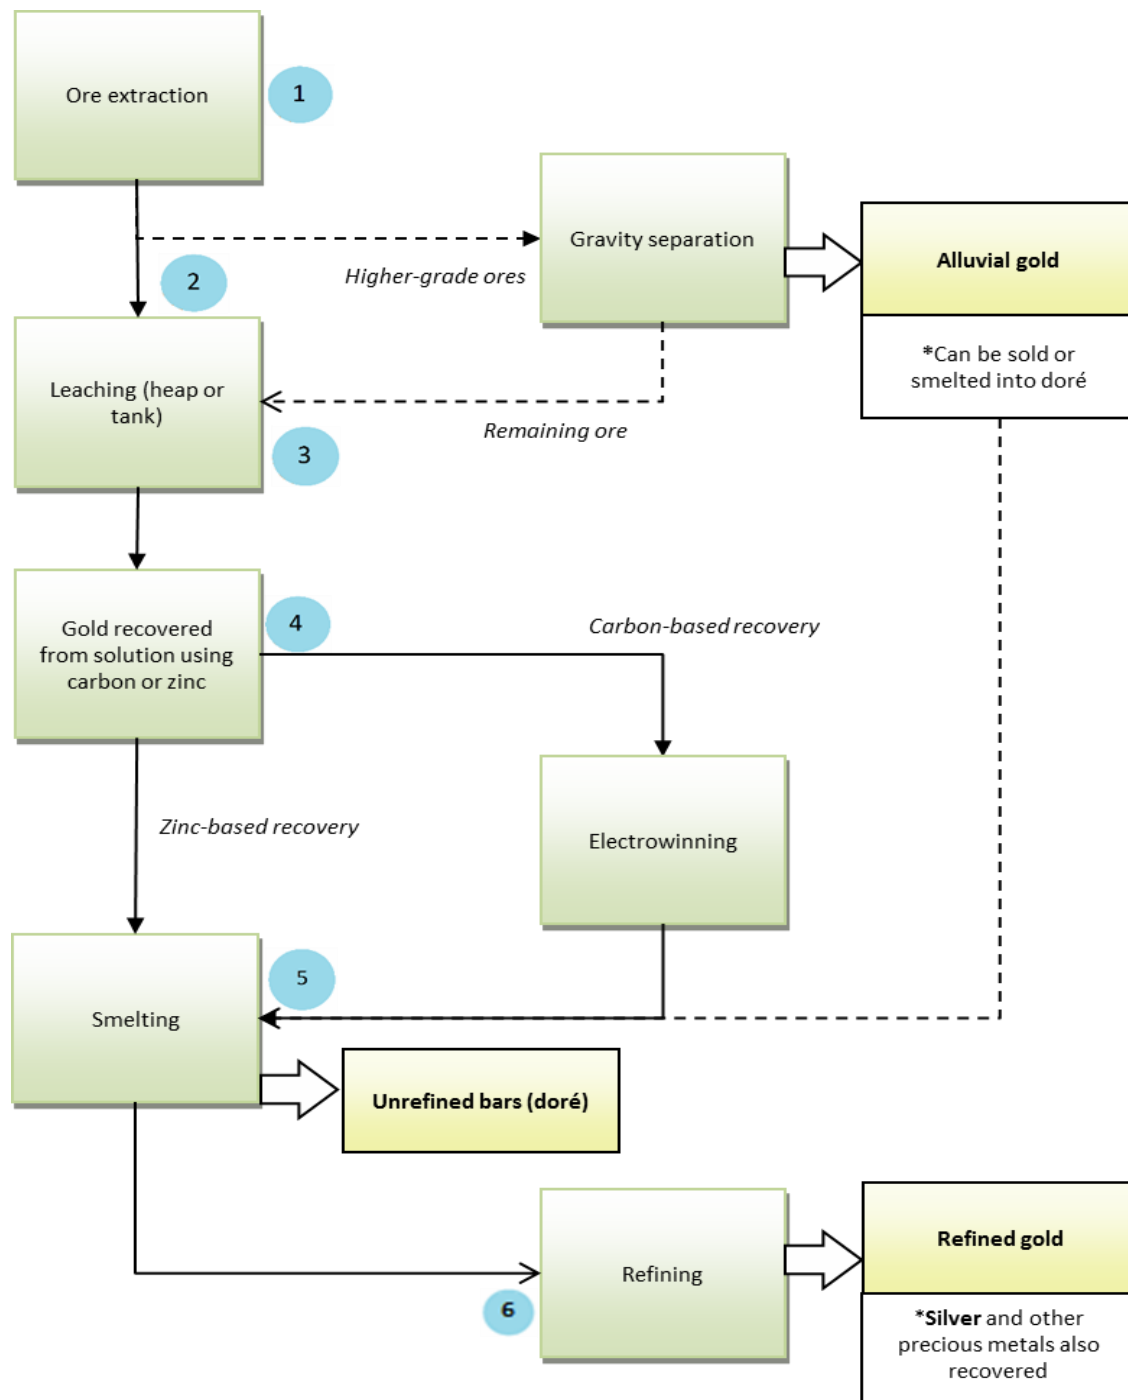 Ore extraction
1
Gravity separation
Alluvial gold
2
Higher-grade ores
*Can be sold or
smelted into doré
Leaching (heap or
tank)
Remaining ore
3
Gold recovered
from solution using
carbon or zinc
4
Carbon-based recovery
Zinc-based recovery
Electrowinning
5
Smelting
Unrefined bars (doré)
Refined gold
Refining
6
*Silver and other
precious metals also
recovered